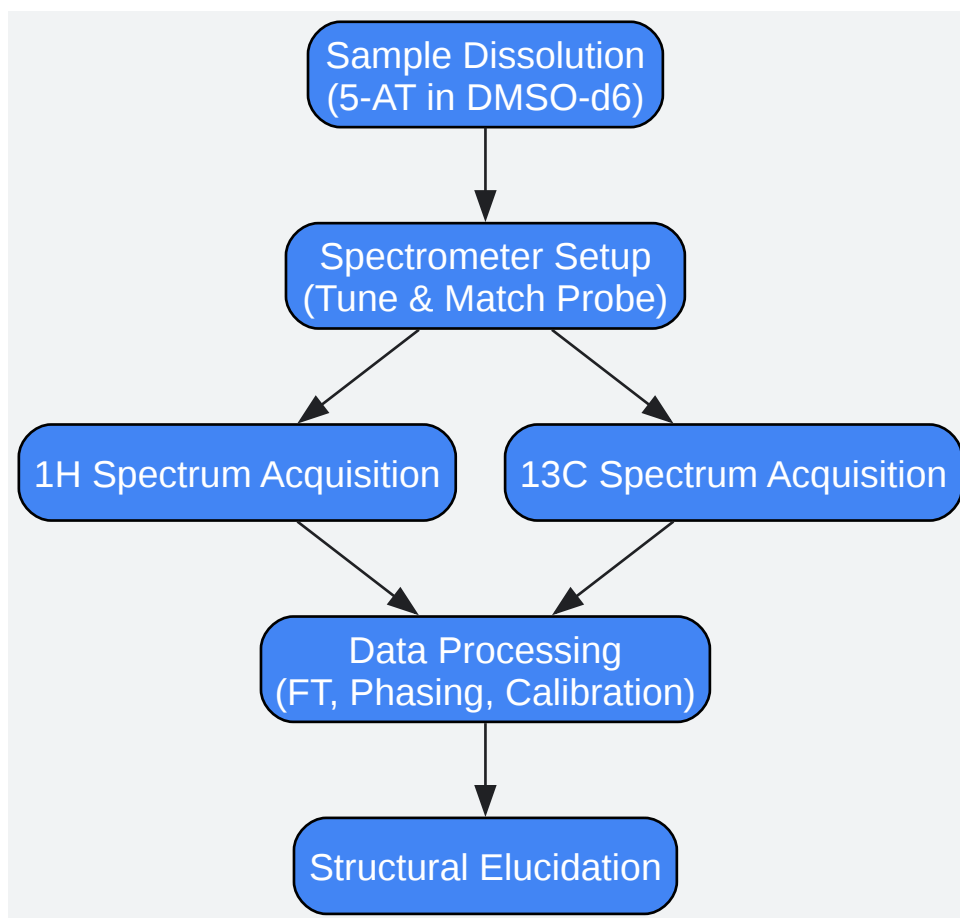 Sample Dissolution
(5-AT in DMSO-d6)
Spectrometer Setup
(Tune & Match Probe)
1H Spectrum Acquisition
13C Spectrum Acquisition
Data Processing
(FT, Phasing, Calibration)
Structural Elucidation